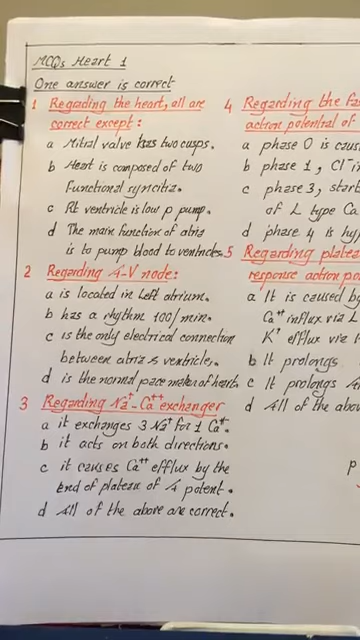 MCQs Heart 1
One answer is correct
1 Regarding the heart, all are
correct except:
a Mitral valve has two cusps.
b Heart is composed of two
Functional syncitia.
c Rt ventricle is low p pump.
d The main function of atria
is to pump blood to ventricles.
2 Regarding A-V node:
a is located in left atrium.
b has a rhythm 100/min.
c is the only electrical connection
between atria & ventricles.
d is the normal pace maker of heart.
3 Regarding Na+-Ca++ exchanger
a it exchanges 3 Na+ for 1 Ca++.
b it acts on both directions.
c it causes Ca++ efflux by the
End of plateau of A potent.
d All of the above are correct.
4 Regarding the fa
action potential of
a phase 0 is caus
b phase 1, Cl- i
c phase 3, star
of L type Ca
d phase 4 is hy
5 Regarding plate
response action po
a It is caused b
Ca++ influx via L
K+ efflux via
b It prolongs
c It prolongs
d All of the abov
p